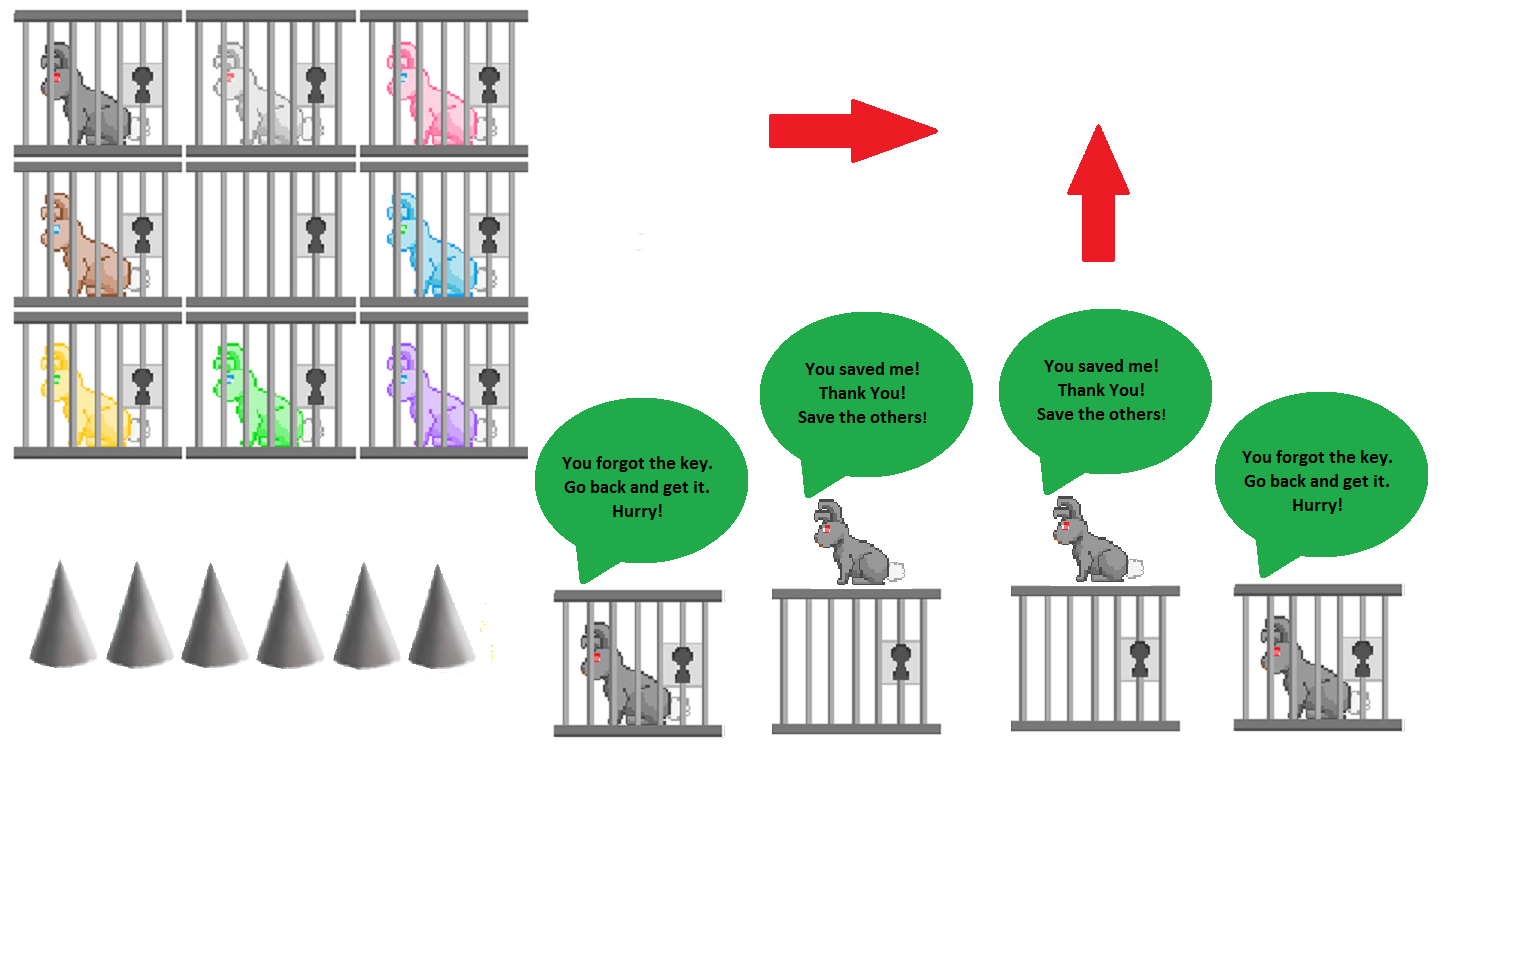 You forgot the key.
Go back and get it.
Hurry!
You saved me!
Thank You!
Save the others!
You saved me!
Thank You!
Save the others!
You forgot the key.
Go back and get it.
Hurry!